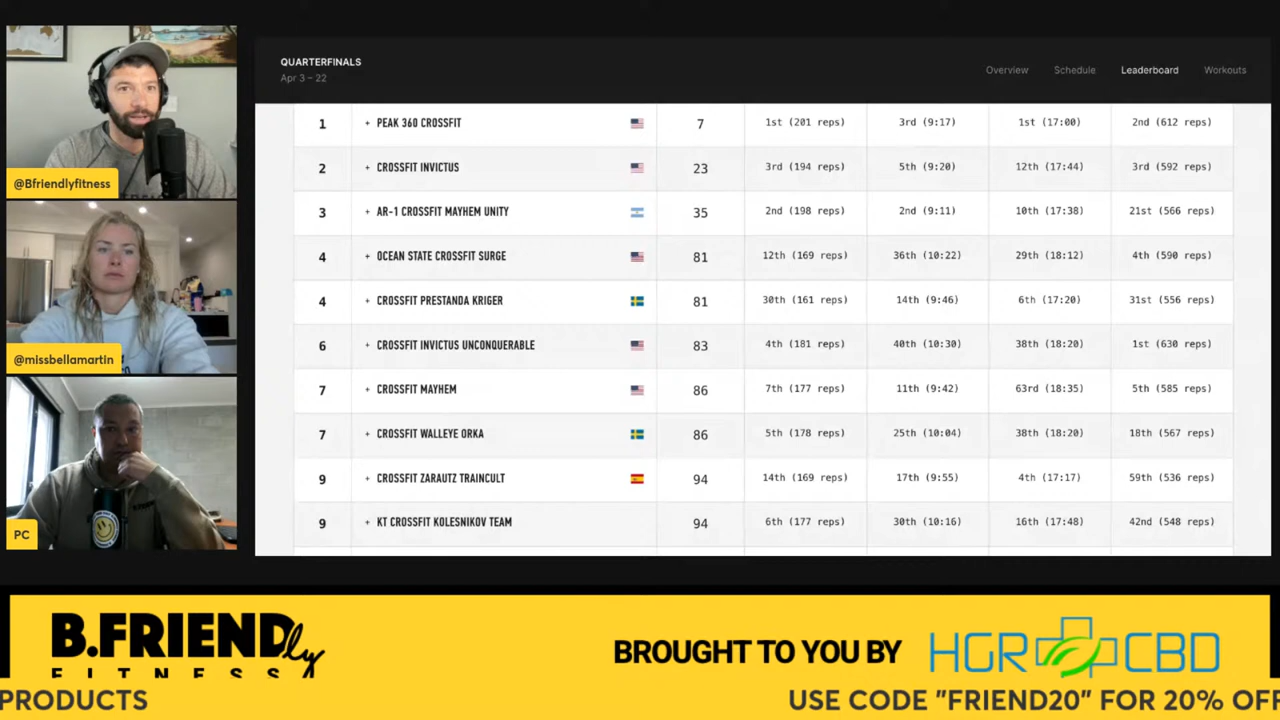 @Bfriendlyfitness
@missbellamartin
PC
QUARTERFINALS
Apr 3 – 22
Overview Schedule Leaderboard Workouts
1 + PEAK 360 CROSSFIT 7 1st (201 reps) 3rd (9:17) 1st (17:00) 2nd (612 reps)
2 + CROSSFIT INVICTUS 23 3rd (194 reps) 5th (9:20) 12th (17:44) 3rd (592 reps)
3 + AR-1 CROSSFIT MAYHEM UNITY 35 2nd (198 reps) 2nd (9:11) 10th (17:38) 21st (566 reps)
4 + OCEAN STATE CROSSFIT SURGE 81 12th (169 reps) 36th (10:22) 29th (18:12) 4th (590 reps)
4 + CROSSFIT PRESTANDA KRIGER 81 30th (161 reps) 14th (9:46) 6th (17:20) 31st (556 reps)
6 + CROSSFIT INVICTUS UNCONQUERABLE 83 4th (181 reps) 40th (10:30) 38th (18:20) 1st (630 reps)
7 + CROSSFIT MAYHEM 86 7th (177 reps) 11th (9:42) 63rd (18:35) 5th (585 reps)
7 + CROSSFIT WALLEYE ORKA 86 5th (178 reps) 25th (10:04) 38th (18:20) 18th (567 reps)
9 + CROSSFIT ZARAUTZ TRAINCULT 94 14th (169 reps) 17th (9:55) 4th (17:17) 59th (536 reps)
9 + KT CROSSFIT KOLESNIKOV TEAM 94 6th (177 reps) 30th (10:16) 16th (17:48) 42nd (548 reps)
B.FRIENDly
FITNESS
BROUGHT TO YOU BY HGR CBD
PRODUCTS USE CODE "FRIEND20" FOR 20% OFF